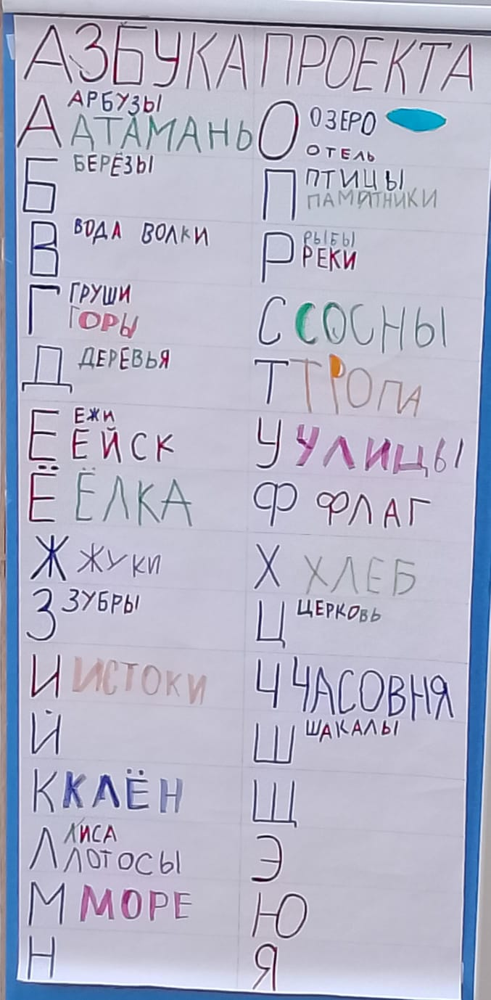 АЗБУКА ПРОЕКТА
А АРБУЗЫ
АТАМАНЬ
Б БЕРЁЗЫ
В ВОДА ВОЛКИ
Г ГРУШИ
ГОРЫ
Д ДЕРЕВЬЯ
Е ЕЖИ
ЕЙСК
Ё ЁЛКА
Ж ЖУКИ
З ЗУБРЫ
И ИСТОКИ
Й
К КЛЁН
Л ЛИСА
ЛОТОСЫ
М МОРЕ
Н
О ОЗЕРО
ОТЕЛЬ
П ПТИЦЫ
ПАМЯТНИКИ
Р РЫБЫ
РЕКИ
С СОСНЫ
Т ТРОПА
У УЛИЦЫ
Ф ФЛАГ
Х ХЛЕБ
Ц ЦЕРКОВЬ
Ч ЧАСОВНЯ
Ш ШАКАЛЫ
Щ
Э
Ю
Я